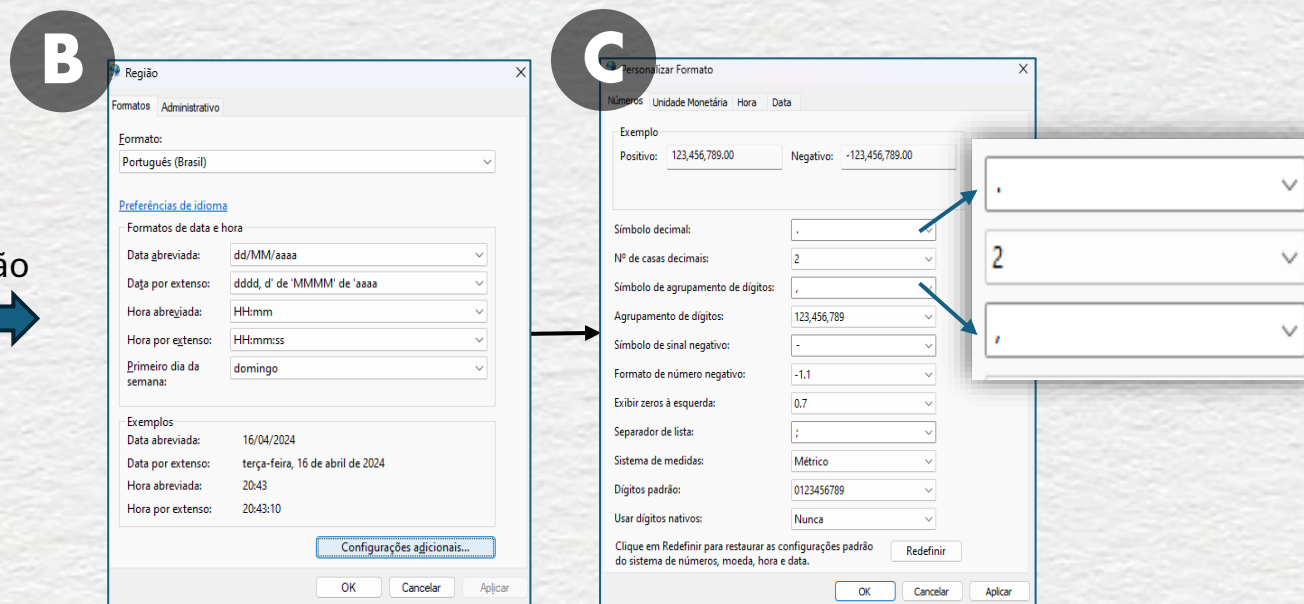 B
Região
Formatos Administrativo
Formato:
Português (Brasil)
Preferências de idioma
Formatos de data e hora
Data abreviada: dd/MM/aaaa
Data por extenso: dddd, d' de 'MMMM' de 'aaaa
Hora abreviada: HH:mm
Hora por extenso: HH:mm:ss
Primeiro dia da
semana: domingo
Exemplos
Data abreviada: 16/04/2024
Data por extenso: terça-feira, 16 de abril de 2024
Hora abreviada: 20:43
Hora por extenso: 20:43:10
Configurações adicionais...
OK Cancelar Aplicar
C
Personalizar Formato
Números Unidade Monetária Hora Data
Exemplo
Positivo: 123,456,789.00 Negativo: -123,456,789.00
Símbolo decimal: .
Nº de casas decimais: 2
Símbolo de agrupamento de dígitos: ,
Agrupamento de dígitos: 123,456,789
Símbolo de sinal negativo: -
Formato de número negativo: -1.1
Exibir zeros à esquerda: 0.7
Separador de lista: ;
Sistema de medidas: Métrico
Dígitos padrão: 0123456789
Usar dígitos nativos: Nunca
Clique em Redefinir para restaurar as configurações padrão
do sistema de números, moeda, hora e data.
Redefinir
OK Cancelar Aplicar
.
2
,